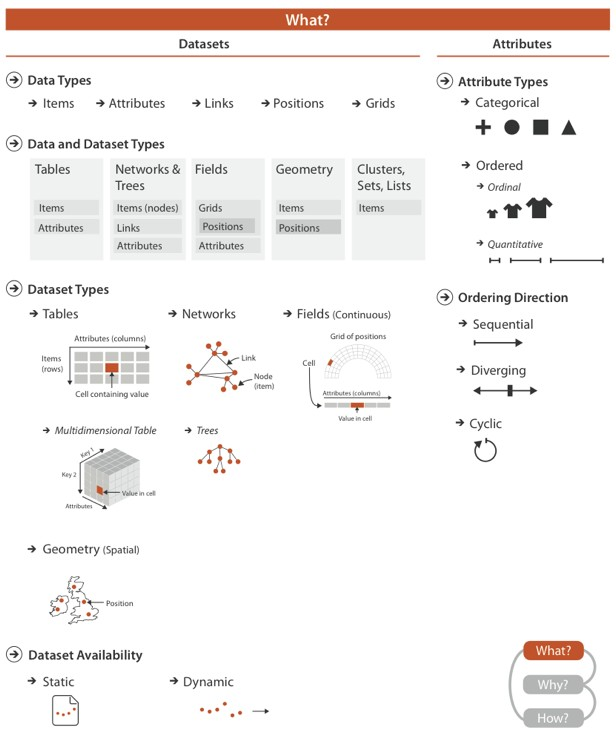 What?
Datasets
Attributes
Data Types
Items
Attributes
Links
Positions
Grids
Data and Dataset Types
Tables
Items
Attributes
Networks &
Trees
Items (nodes)
Links
Attributes
Fields
Grids
Positions
Attributes
Geometry
Items
Positions
Clusters,
Sets, Lists
Items
Dataset Types
Tables
Attributes (columns)
Items
(rows)
Cell containing value
Networks
Link
Node
(item)
Fields (Continuous)
Grid of positions
Cell
Attributes (columns)
Value in cell
Multidimensional Table
Key 1
Key 2
Value in cell
Attributes
Trees
Geometry (Spatial)
Position
Dataset Availability
Static
Dynamic
Attribute Types
Categorical
Ordered
Ordinal
Quantitative
Ordering Direction
Sequential
Diverging
Cyclic
What?
Why?
How?